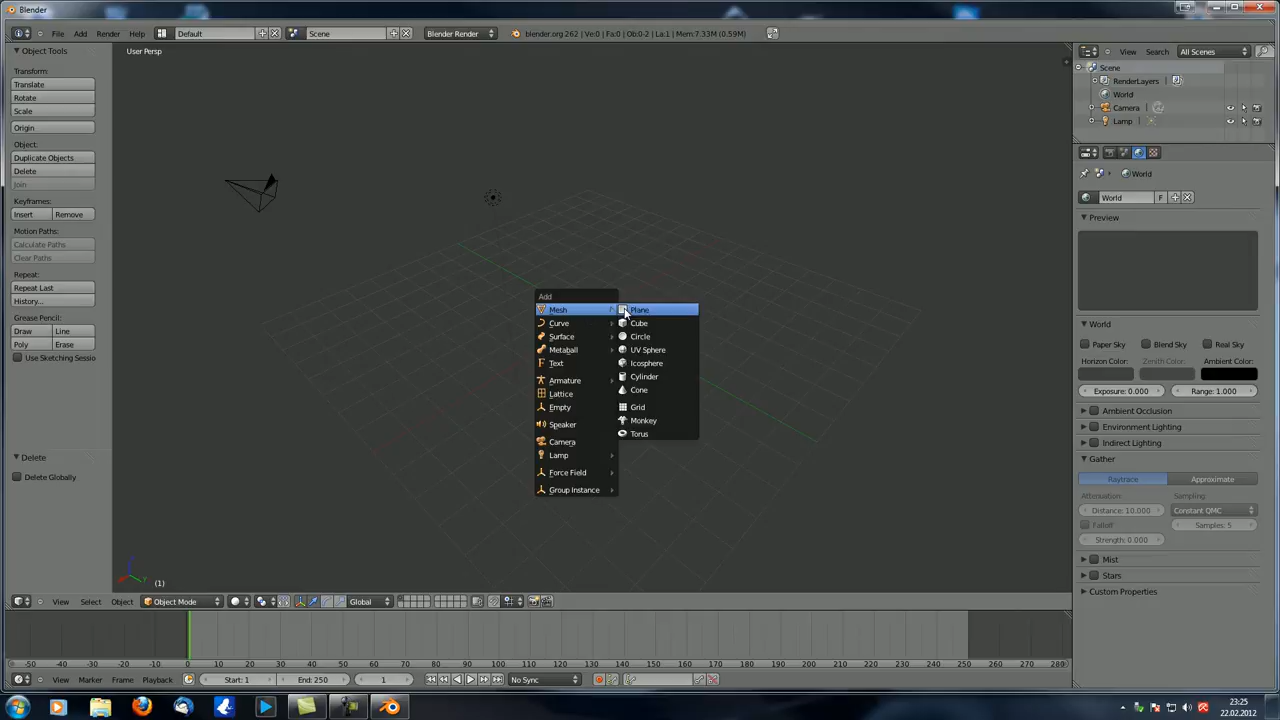 Blender
File Add Render Help
Default
Scene
Blender Render
blender.org 262 | Ve:0 | Fa:0 | Ob:0-2 | La:1 | Mem:7.33M (0.59M)
Object Tools
Transform:
Translate
Rotate
Scale
Origin
Object:
Duplicate Objects
Delete
Join
Keyframes:
Insert Remove
Motion Paths:
Calculate Paths
Clear Paths
Repeat:
Repeat Last
History...
Grease Pencil:
Draw Line
Poly Erase
Use Sketching Sessio
Delete
Delete Globally
User Persp
Add
Mesh
Curve
Surface
Metaball
Text
Armature
Lattice
Empty
Speaker
Camera
Lamp
Force Field
Group Instance
Plane
Cube
Circle
UV Sphere
Icosphere
Cylinder
Cone
Grid
Monkey
Torus
(1)
View Select Object Object Mode Global
-50 -40 -30 -20 -10 0 10 20 30 40 50 60 70 80 90 100 110 120 130 140 150 160 170 180 190 200 210 220 230 240 250 260 270 280
View Marker Frame Playback Start: 1 End: 250 1 No Sync
View Search All Scenes
Scene
RenderLayers
World
Camera
Lamp
World
World F
Preview
World
Paper Sky Blend Sky Real Sky
Horizon Color: Zenith Color: Ambient Color:
Exposure: 0.000 Range: 1.000
Ambient Occlusion
Environment Lighting
Indirect Lighting
Gather
Raytrace Approximate
Attenuation: Sampling:
Distance: 10.000 Constant QMC
Falloff Samples: 5
Strength: 0.000
Mist
Stars
Custom Properties
23:25
22.02.2012